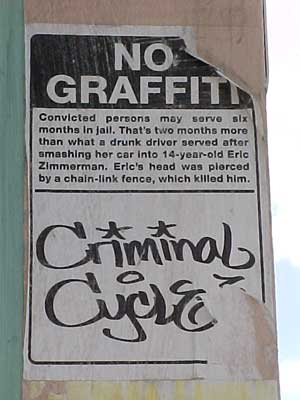 NO
GRAFFITI
Convicted persons may serve six
months in jail. That's two months more
than what a drunk driver served after
smashing her car into 14-year-old Eric
Zimmerman. Eric's head was pierced
by a chain-link fence, which killed him.
Criminal
Cycle